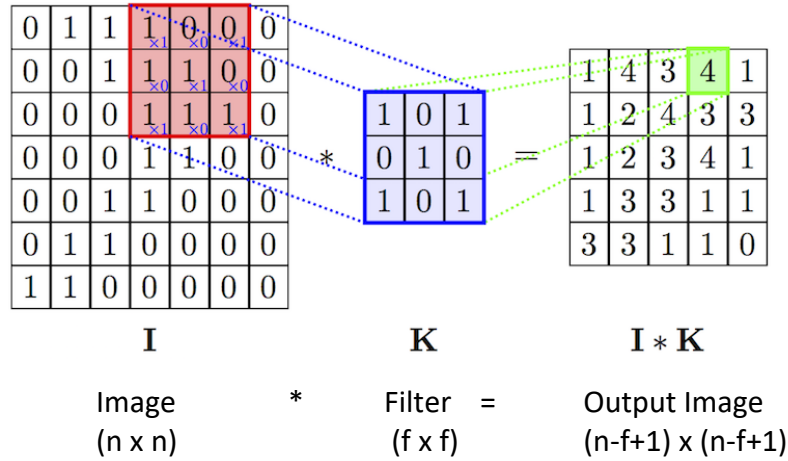 0 1 1 1 0 0 0
×1 ×0 ×1
0 0 1 1 1 0 0
×0 ×1 ×0
0 0 0 1 1 1 0
×1 ×0 ×1
0 0 0 1 1 0 0
0 0 1 1 0 0 0
0 1 1 0 0 0 0
1 1 0 0 0 0 0
I
*
1 0 1
0 1 0
1 0 1
K
=
1 4 3 4 1
1 2 4 3 3
1 2 3 4 1
1 3 3 1 1
3 3 1 1 0
I * K
Image * Filter = Output Image
(n x n) (f x f) (n-f+1) x (n-f+1)